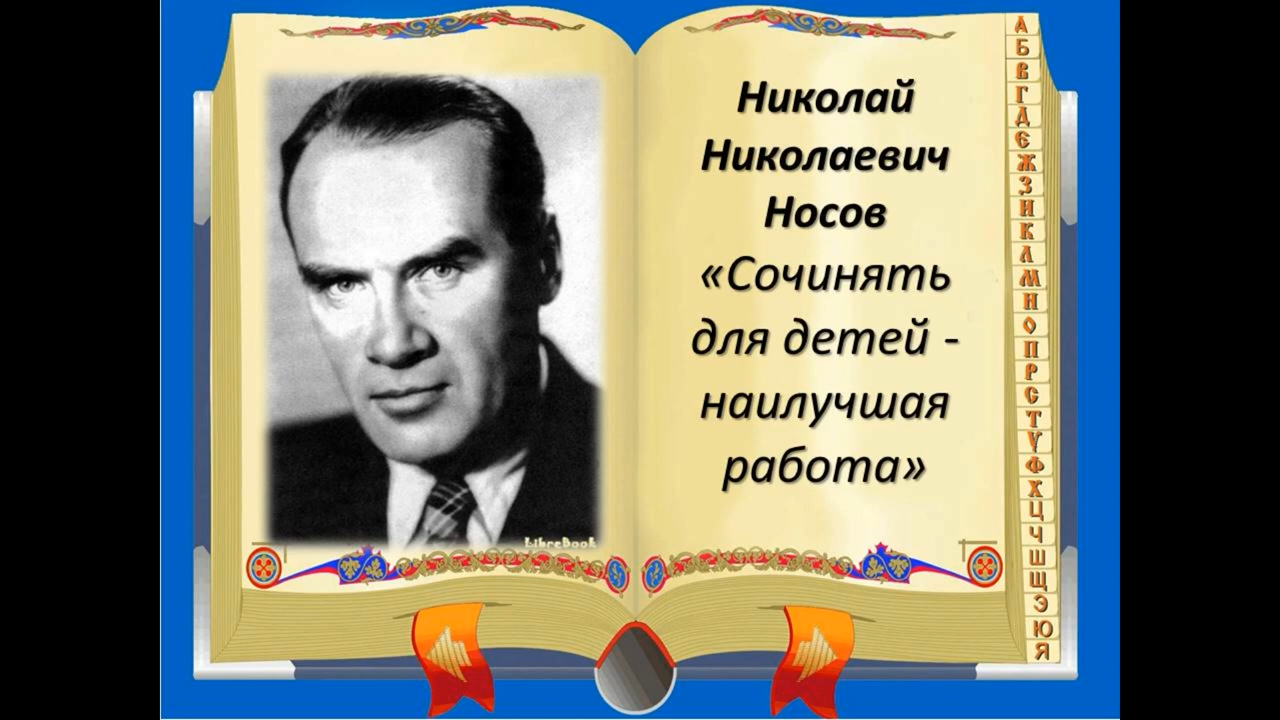 Николай
Николаевич
Носов
«Сочинять
для детей -
наилучшая
работа»
LibreBook
А
Б
В
Г
Д
Е
Ж
З
И
К
Л
М
Н
О
П
Р
С
Т
У
Ф
Х
Ц
Ч
Ш
Щ
Э
Ю
Я